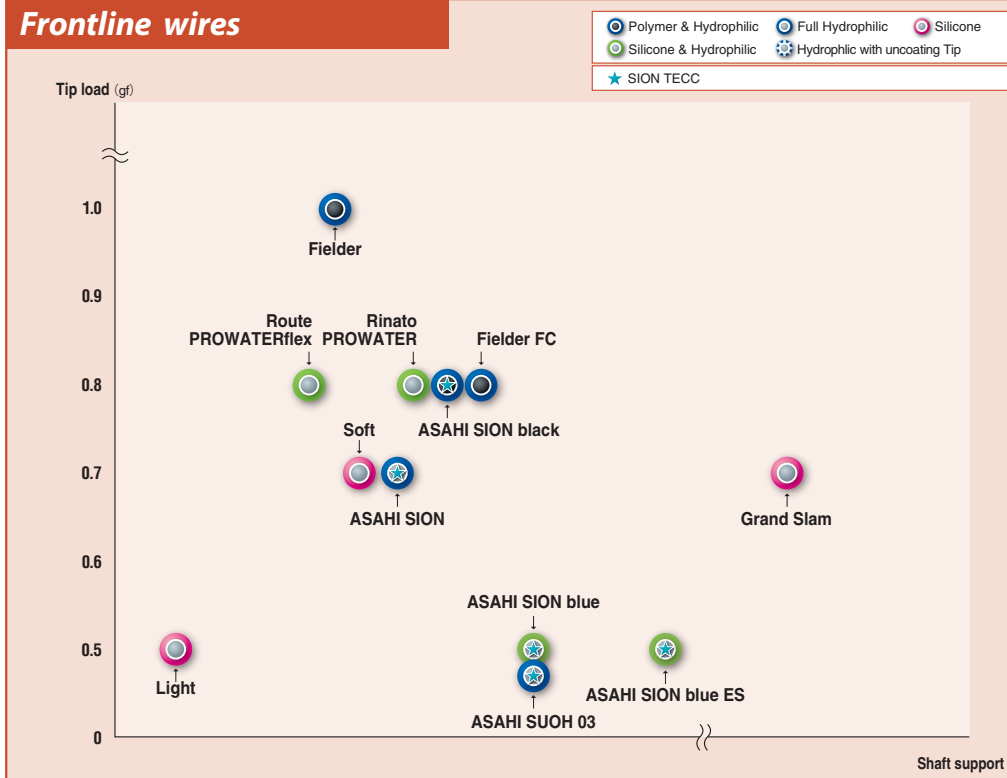 Frontline wires
Polymer & Hydrophilic
Full Hydrophilic
Silicone
Silicone & Hydrophilic
Hydrophlic with uncoating Tip
SION TECC
Tip load (gf)
1.0
Fielder
0.9
Route
PROWATERflex
Rinato
PROWATER
Fielder FC
0.8
ASAHI SION black
Soft
0.7
ASAHI SION
Grand Slam
0.6
ASAHI SION blue
0.5
Light
ASAHI SION blue ES
ASAHI SUOH 03
0
Shaft support